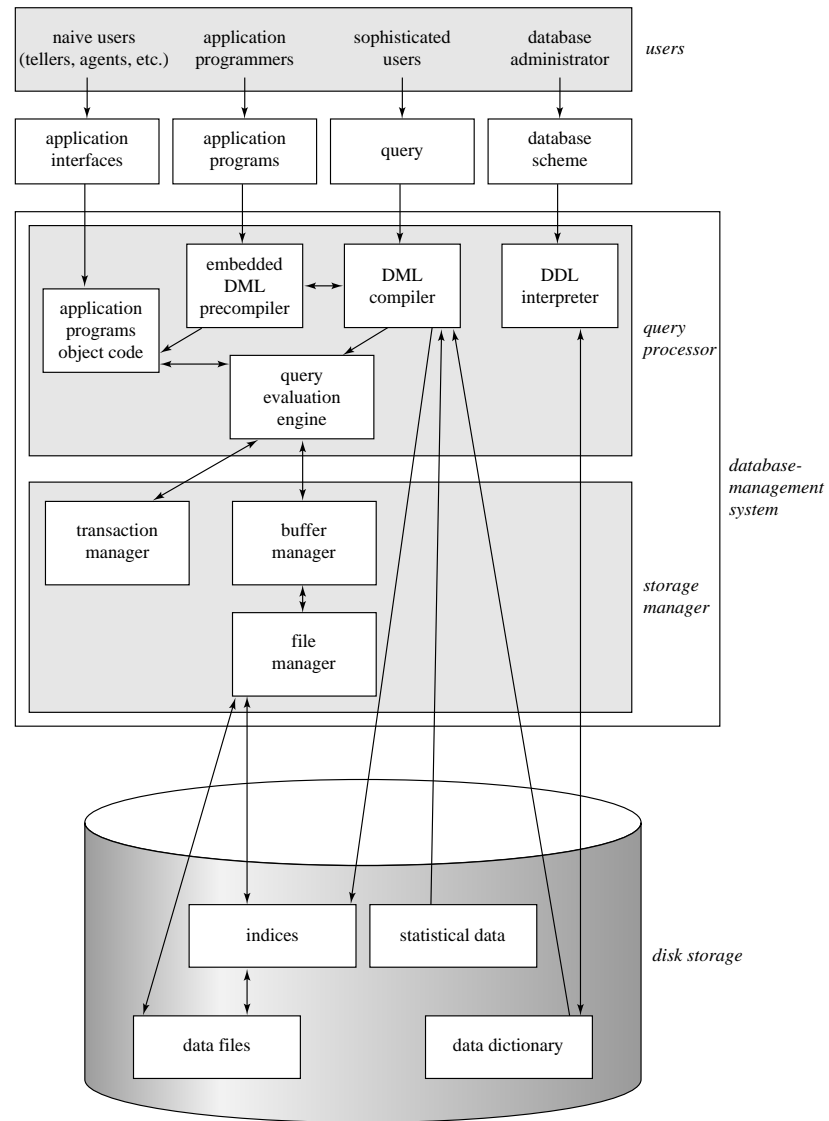 naive users
(tellers, agents, etc.)
application
programmers
sophisticated
users
database
administrator
users
application
interfaces
application
programs
query
database
scheme
embedded
DML
precompiler
DML
compiler
DDL
interpreter
application
programs
object code
query
evaluation
engine
query
processor
database-
management
system
transaction
manager
buffer
manager
file
manager
storage
manager
indices
statistical data
data files
data dictionary
disk storage